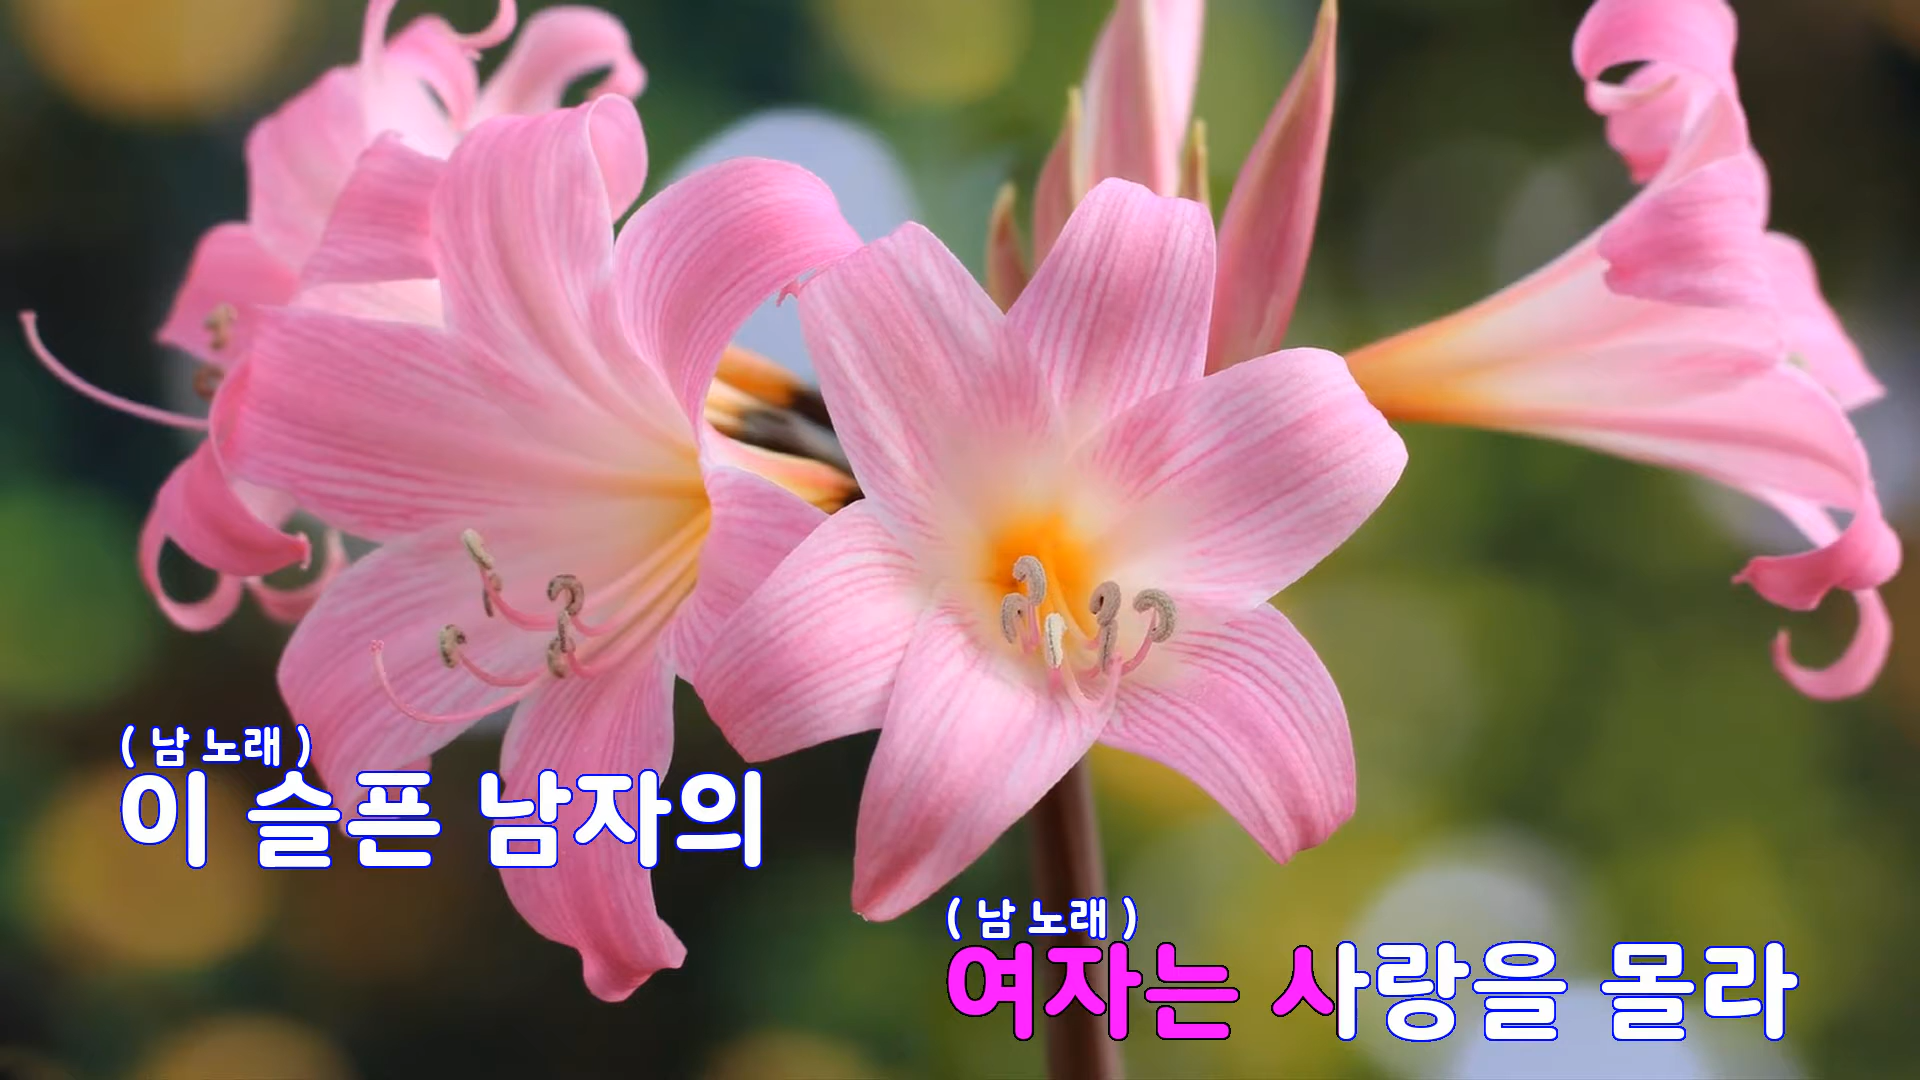 ( 남 노래 )
이 슬픈 남자의
( 남 노래 )
여자는 사랑을 몰라